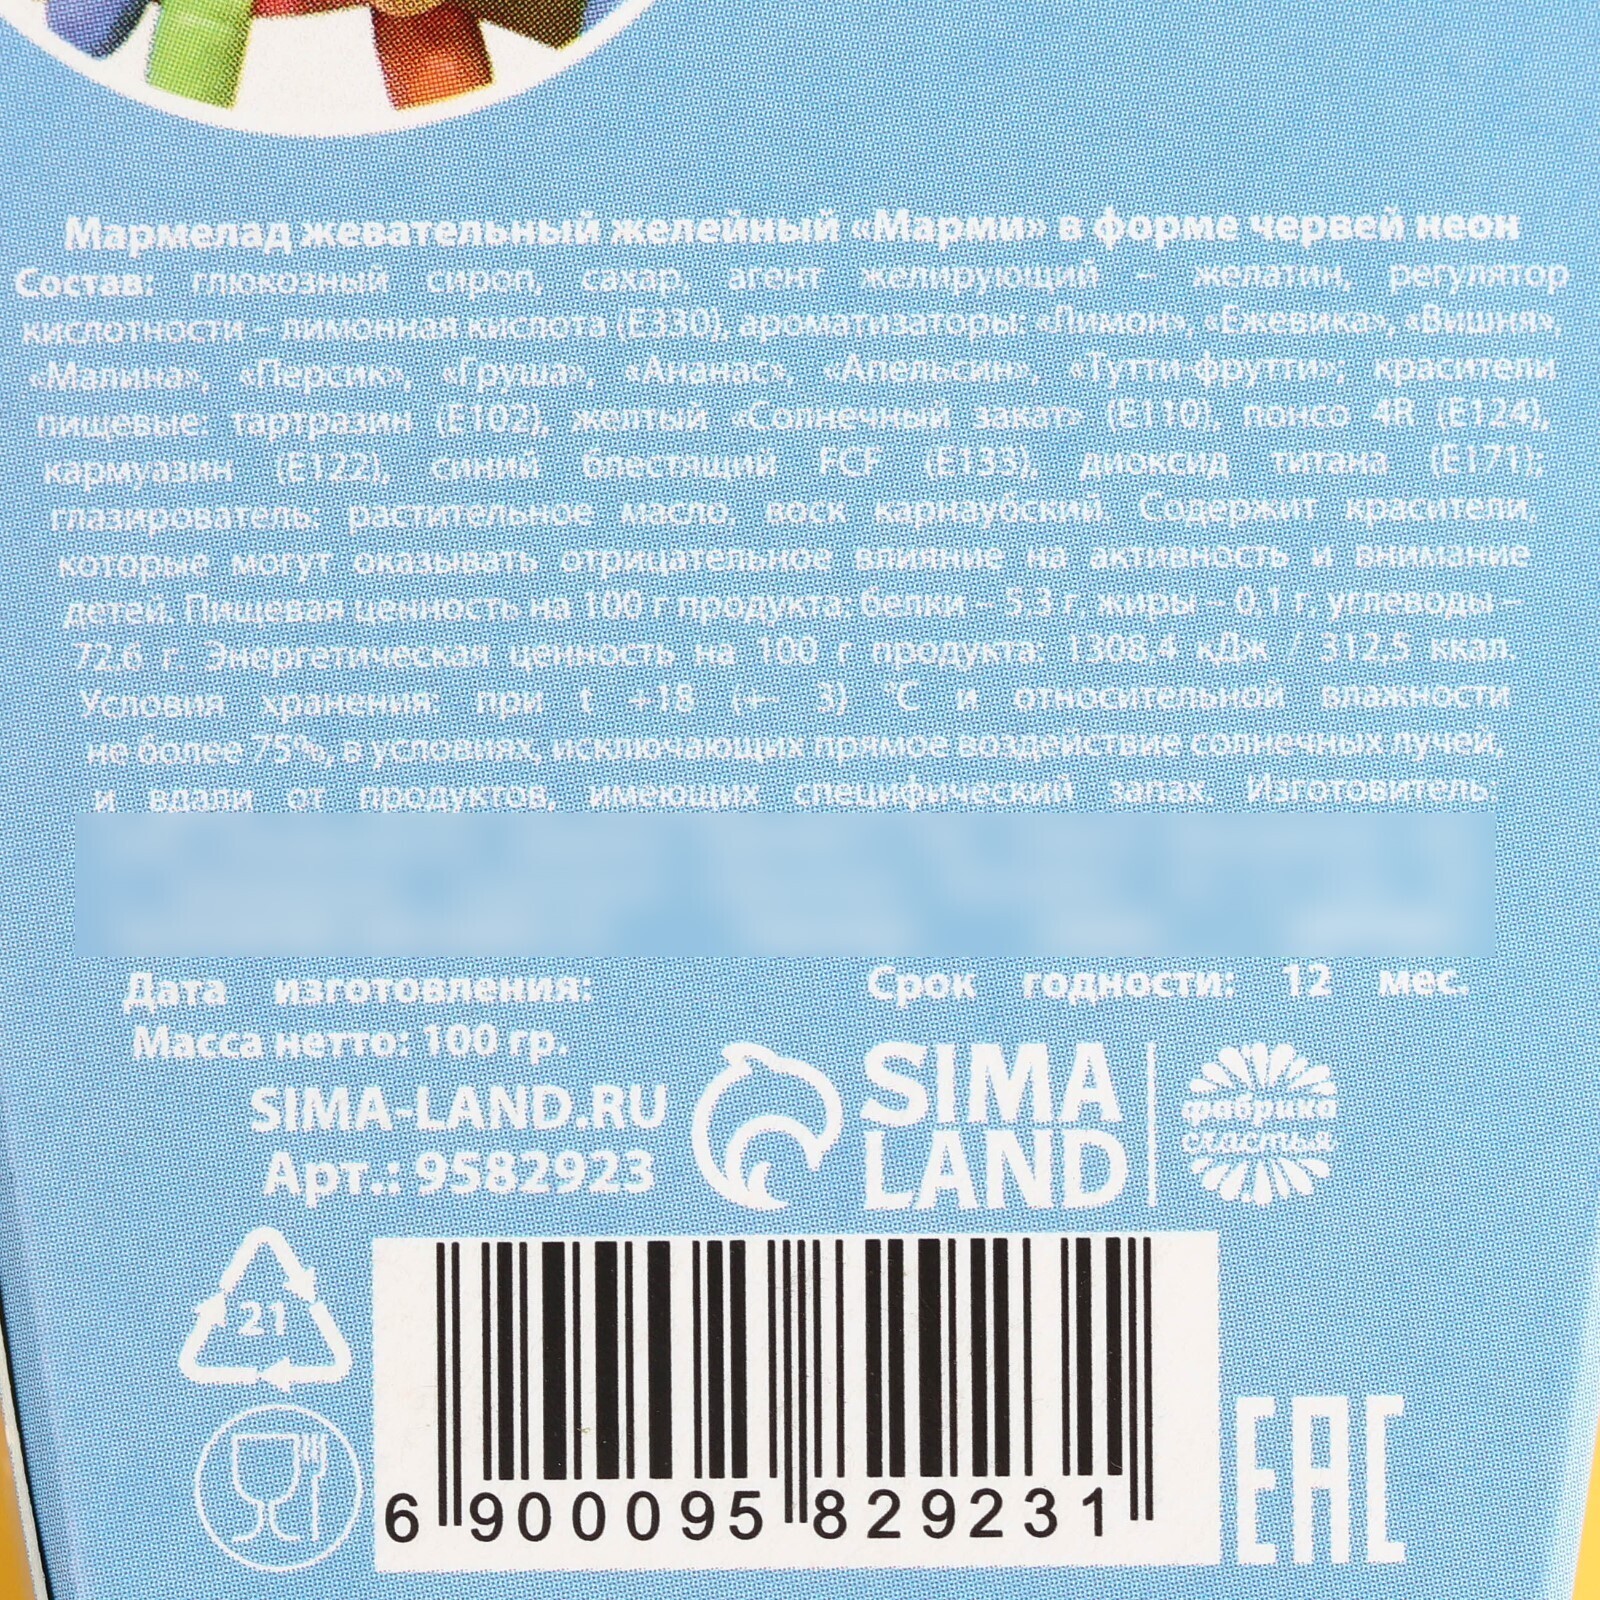 Мармелад жевательный желейный «Марми» в форме червей неон
Состав: глюкозный сироп, сахар, агент желирующий – желатин, регулятор
кислотности – лимонная кислота (Е330), ароматизаторы: «Лимон», «Ежевика», «Вишня»,
«Малина», «Персик», «Груша», «Ананас», «Апельсин», «Тутти-фрутти»; красители
пищевые: тартразин (Е102), желтый «Солнечный закат» (Е110), понсо 4R (Е124),
кармуазин (Е122), синий блестящий FCF (Е133), диоксид титана (Е171);
глазирователь: растительное масло, воск карнаубский. Содержит красители,
которые могут оказывать отрицательное влияние на активность и внимание
детей. Пищевая ценность на 100 г продукта: белки – 5.3 г, жиры – 0.1 г, углеводы –
72,6 г. Энергетическая ценность на 100 г продукта: 1308,4 кДж / 312,5 ккал.
Условия хранения: при t +18 (+- 3) °C и относительной влажности
не более 75%, в условиях, исключающих прямое воздействие солнечных лучей,
и вдали от продуктов, имеющих специфический запах. Изготовитель:
Дата изготовления: Срок годности: 12 мес.
Масса нетто: 100 гр.
SIMA-LAND.RU
Арт.: 9582923
SIMA
LAND
фабрика
счастья
21
6 900095 829231
EAC